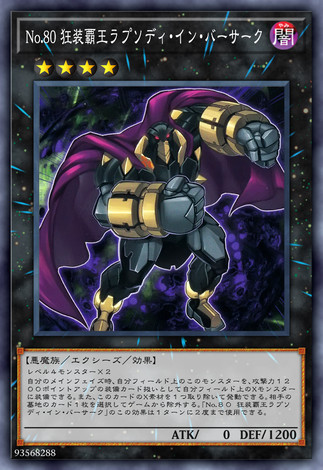 No.80 狂装覇王ラプソディ・イン・バーサーク
やみ
闇
【悪魔族/エクシーズ/効果】
レベル4モンスター×2
自分のメインフェイズ時、自分フィールド上のこのモンスターを、攻撃力120
0ポイントアップの装備カード扱いとして自分フィールド上のXモンスター
に装備できる。また、このカードのX素材を1つ取り除いて発動できる。相手の
墓地のカード1枚を選択してゲームから除外する。「No.80 狂装覇王ラプソ
ディ・イン・バーサーク」のこの効果は1ターンに2度まで使用できる。
ATK/ 0 DEF/1200
93568288